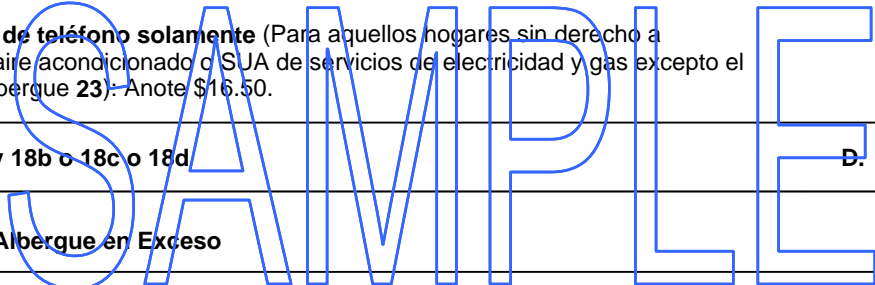 de teléfono solamente (Para aquellos hogares sin derecho a
aire acondicionado o SUA de servicios de electricidad y gas excepto el
bergue 23): Anote $16.50.
y 18b o 18c o 18d D.
Albergue en Exceso
SAMPLE